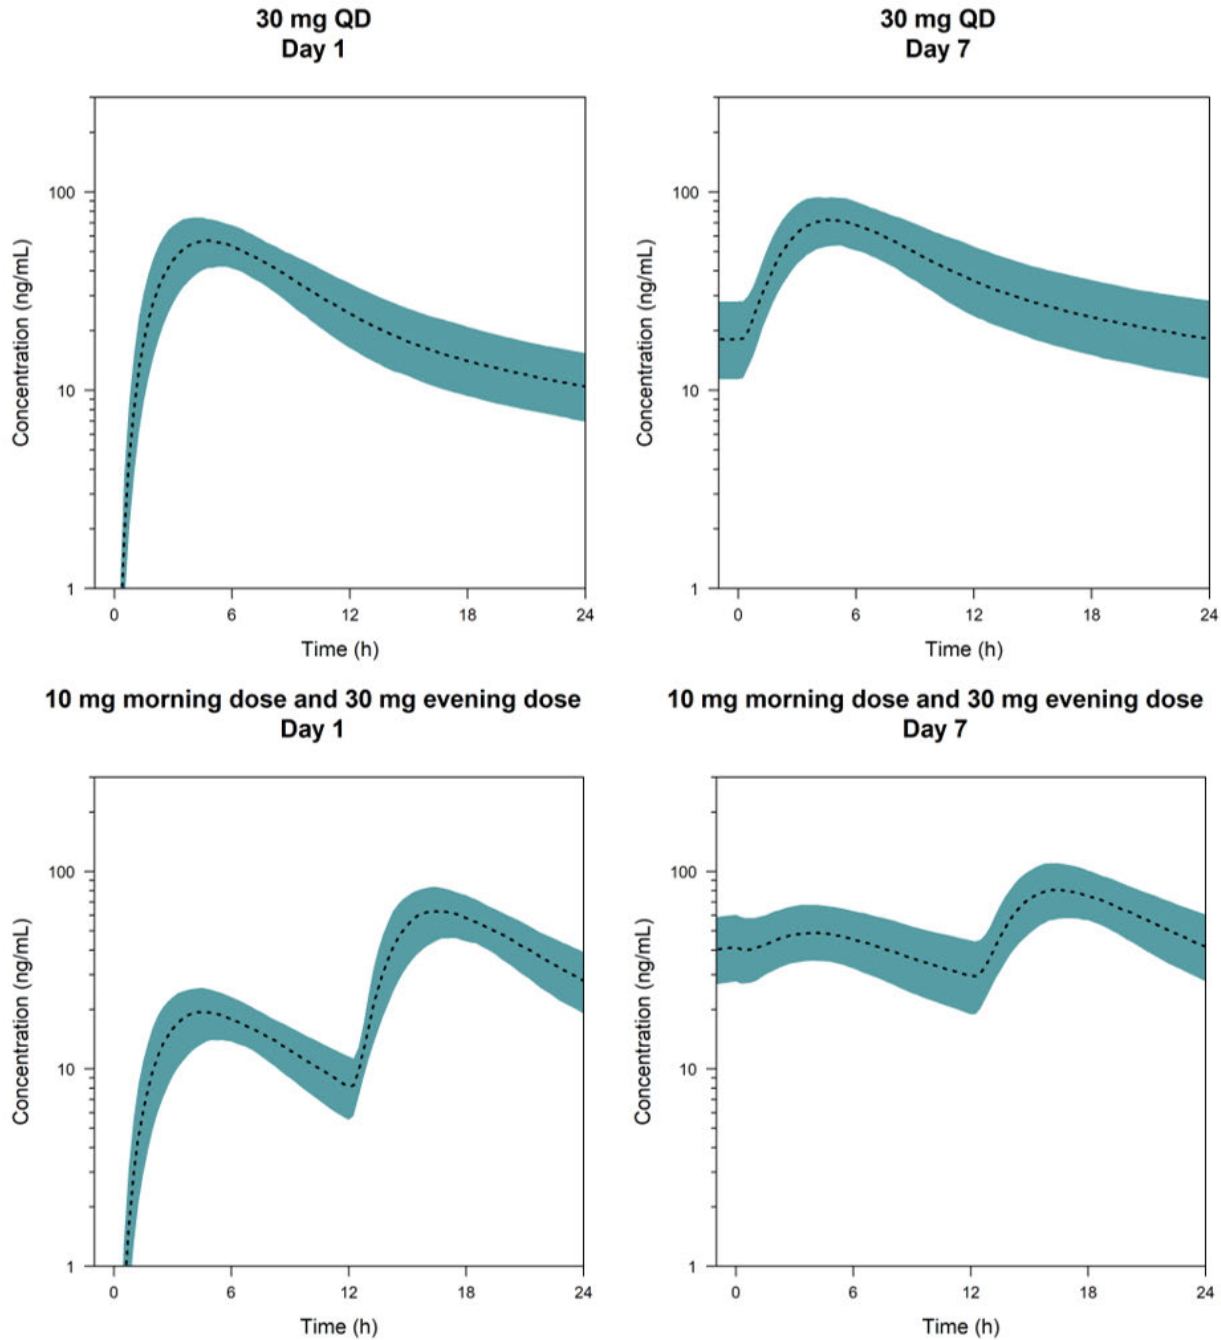 30 mg QD
Day 1
Concentration (ng/mL)
100
10
1
0 6 12 18 24
Time (h)
30 mg QD
Day 7
Concentration (ng/mL)
100
10
1
0 6 12 18 24
Time (h)
10 mg morning dose and 30 mg evening dose
Day 1
Concentration (ng/mL)
100
10
1
0 6 12 18 24
Time (h)
10 mg morning dose and 30 mg evening dose
Day 7
Concentration (ng/mL)
100
10
1
0 6 12 18 24
Time (h)